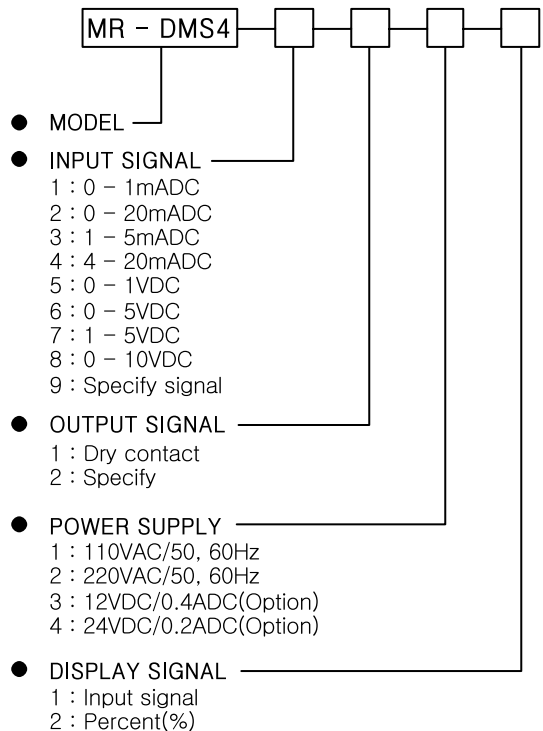 MR - DMS4
● MODEL
● INPUT SIGNAL
1 : 0 - 1mADC
2 : 0 - 20mADC
3 : 1 - 5mADC
4 : 4 - 20mADC
5 : 0 - 1VDC
6 : 0 - 5VDC
7 : 1 - 5VDC
8 : 0 - 10VDC
9 : Specify signal
● OUTPUT SIGNAL
1 : Dry contact
2 : Specify
● POWER SUPPLY
1 : 110VAC/50, 60Hz
2 : 220VAC/50, 60Hz
3 : 12VDC/0.4ADC(Option)
4 : 24VDC/0.2ADC(Option)
● DISPLAY SIGNAL
1 : Input signal
2 : Percent(%)